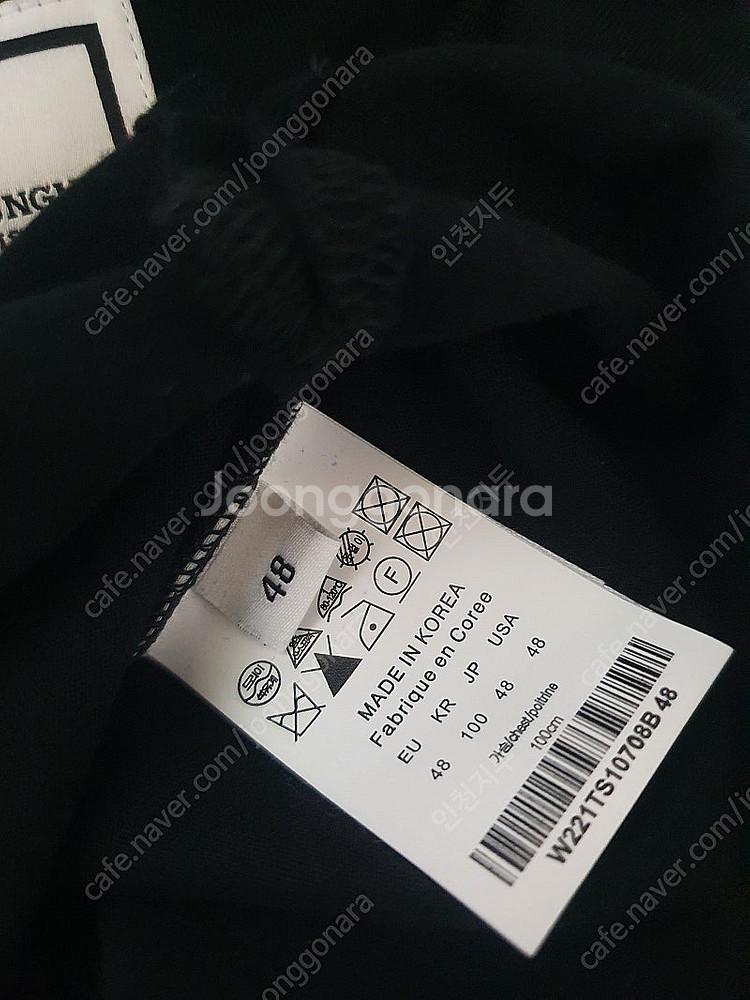 48
F
MADE IN KOREA
Fabrique en Coree
EU KR JP USA
48 100 48 48
가슴/chest/poitrine
100cm
W221TS10708B 48
Joonggonara
cafe.naver.com/joonggonara
인천지두